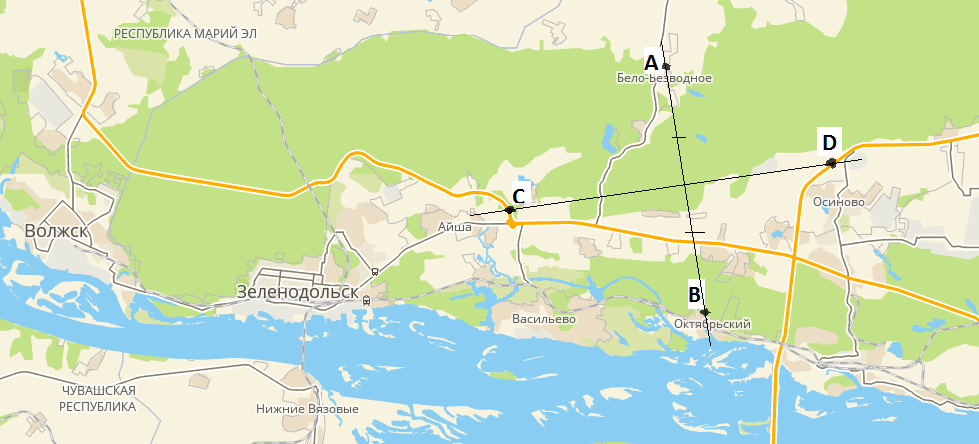 РЕСПУБЛИКА МАРИЙ ЭЛ
A
Бело-Безводное
D
C
Осиново
Айша
Волжск
Зеленодольск
B
Васильево
Октябрьский
ЧУВАШСКАЯ
РЕСПУБЛИКА
Нижние Вязовые